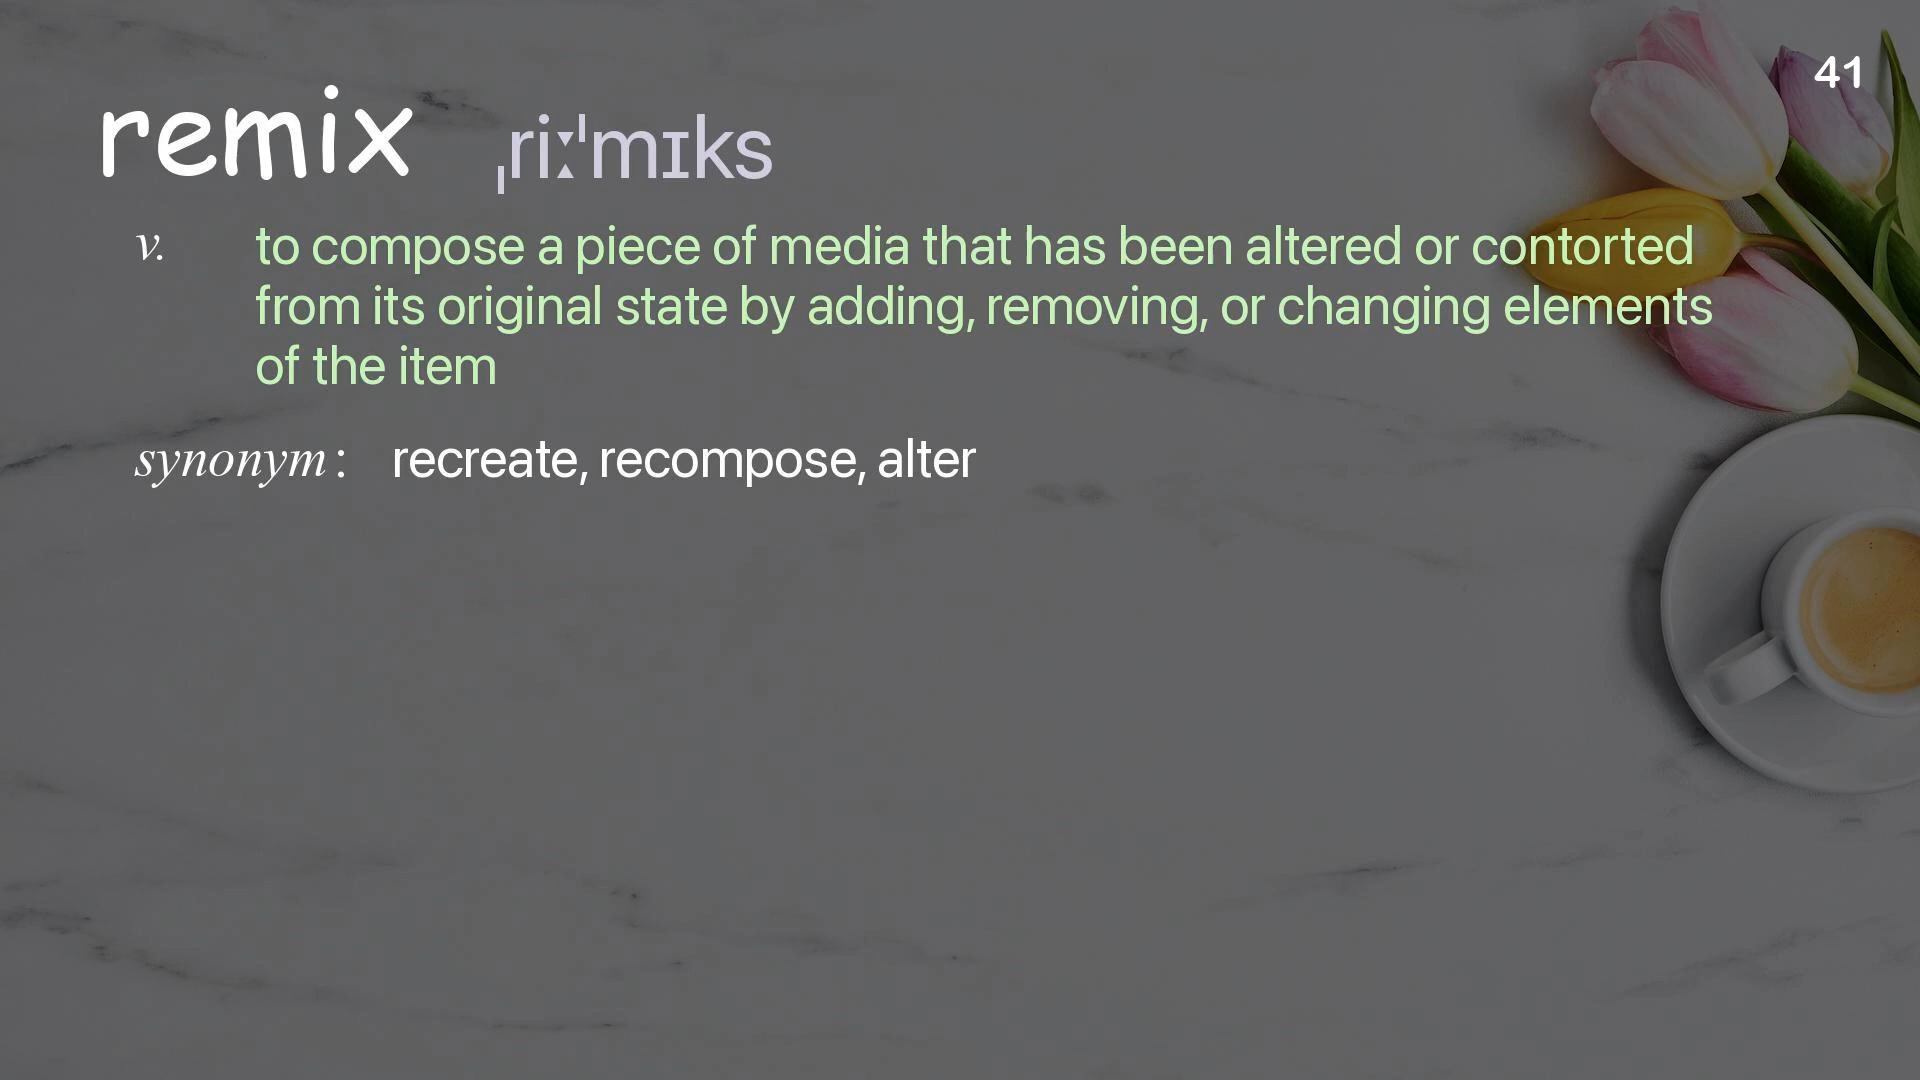 41
remix ˌriːˈmɪks
v. to compose a piece of media that has been altered or contorted
from its original state by adding, removing, or changing elements
of the item
synonym : recreate, recompose, alter